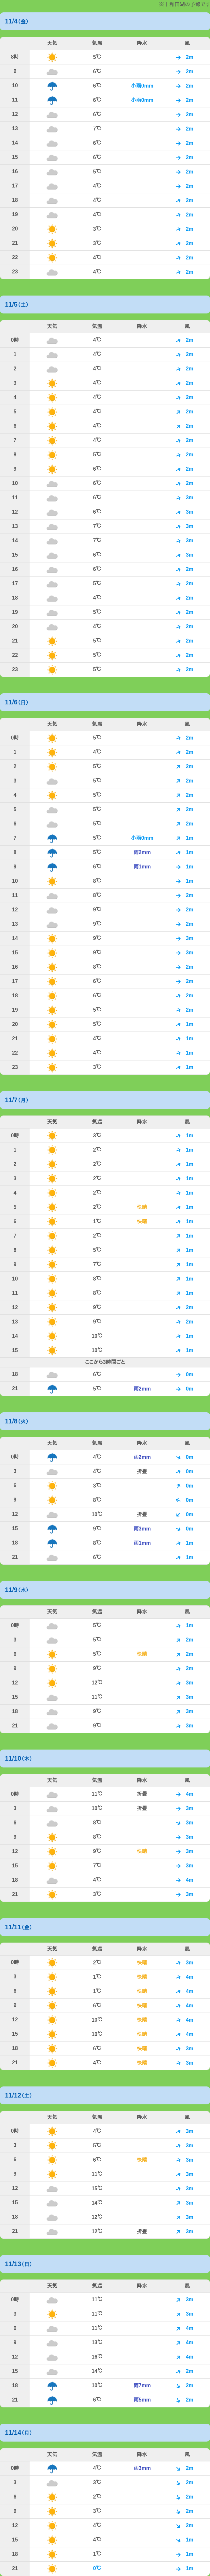 ※十和田湖の予報です
11/4(金)
天気 気温 降水 風
8時 5℃ 2m
9 6℃ 2m
10 6℃ 小雨0mm 2m
11 6℃ 小雨0mm 2m
12 6℃ 2m
13 7℃ 2m
14 6℃ 2m
15 6℃ 2m
16 5℃ 2m
17 4℃ 2m
18 4℃ 2m
19 4℃ 2m
20 3℃ 2m
21 3℃ 2m
22 4℃ 2m
23 4℃ 2m
11/5(土)
天気 気温 降水 風
0時 4℃ 2m
1 4℃ 2m
2 4℃ 2m
3 4℃ 2m
4 4℃ 2m
5 4℃ 2m
6 4℃ 2m
7 4℃ 2m
8 5℃ 2m
9 6℃ 2m
10 6℃ 2m
11 6℃ 3m
12 6℃ 3m
13 7℃ 3m
14 7℃ 3m
15 6℃ 3m
16 6℃ 2m
17 5℃ 2m
18 4℃ 2m
19 5℃ 2m
20 4℃ 2m
21 5℃ 2m
22 5℃ 2m
23 5℃ 2m
11/6(日)
天気 気温 降水 風
0時 5℃ 2m
1 4℃ 2m
2 5℃ 2m
3 5℃ 2m
4 5℃ 2m
5 5℃ 2m
6 5℃ 2m
7 5℃ 小雨0mm 1m
8 5℃ 雨2mm 1m
9 6℃ 雨1mm 1m
10 8℃ 1m
11 8℃ 2m
12 9℃ 2m
13 9℃ 2m
14 9℃ 3m
15 9℃ 3m
16 8℃ 2m
17 6℃ 2m
18 6℃ 2m
19 5℃ 2m
20 5℃ 1m
21 4℃ 1m
22 4℃ 1m
23 3℃ 1m
11/7(月)
天気 気温 降水 風
0時 3℃ 1m
1 2℃ 1m
2 2℃ 1m
3 2℃ 1m
4 2℃ 1m
5 2℃ 快晴 1m
6 1℃ 快晴 1m
7 2℃ 1m
8 5℃ 1m
9 7℃ 1m
10 8℃ 1m
11 8℃ 1m
12 9℃ 2m
13 9℃ 2m
14 10℃ 1m
15 10℃ 1m
ここから3時間ごと
18 6℃ 0m
21 5℃ 雨2mm 0m
11/8(火)
天気 気温 降水 風
0時 4℃ 雨2mm 0m
3 4℃ 折畳 0m
6 3℃ 0m
9 8℃ 0m
12 10℃ 折畳 0m
15 9℃ 雨3mm 0m
18 8℃ 雨1mm 1m
21 6℃ 1m
11/9(水)
天気 気温 降水 風
0時 5℃ 1m
3 5℃ 2m
6 5℃ 快晴 2m
9 9℃ 2m
12 12℃ 3m
15 11℃ 3m
18 9℃ 3m
21 9℃ 3m
11/10(木)
天気 気温 降水 風
0時 11℃ 折畳 4m
3 10℃ 折畳 3m
6 8℃ 3m
9 8℃ 3m
12 9℃ 快晴 3m
15 7℃ 3m
18 4℃ 4m
21 3℃ 3m
11/11(金)
天気 気温 降水 風
0時 2℃ 快晴 3m
3 1℃ 快晴 4m
6 1℃ 快晴 4m
9 6℃ 快晴 4m
12 10℃ 快晴 4m
15 10℃ 快晴 4m
18 6℃ 快晴 3m
21 4℃ 快晴 3m
11/12(土)
天気 気温 降水 風
0時 4℃ 3m
3 5℃ 3m
6 6℃ 快晴 3m
9 11℃ 3m
12 15℃ 3m
15 14℃ 3m
18 12℃ 3m
21 12℃ 折畳 3m
11/13(日)
天気 気温 降水 風
0時 11℃ 3m
3 11℃ 3m
6 11℃ 4m
9 13℃ 4m
12 16℃ 4m
15 14℃ 2m
18 10℃ 雨7mm 2m
21 6℃ 雨5mm 2m
11/14(月)
天気 気温 降水 風
0時 4℃ 雨3mm 2m
3 3℃ 2m
6 2℃ 2m
9 3℃ 2m
12 4℃ 2m
15 4℃ 1m
18 1℃ 1m
21 0℃ 1m